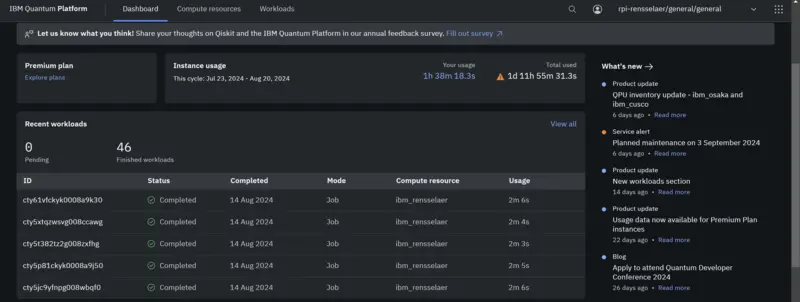 IBM Quantum Platform Dashboard Compute resources Workloads rpi-rensselaer/general/general
Let us know what you think! Share your thoughts on Qiskit and the IBM Quantum Platform in our annual feedback survey. Fill out survey
Premium plan
Explore plans
Instance usage
This cycle: Jul 23, 2024 - Aug 20, 2024
Your usage
1h 38m 18.3s
Total used
1d 11h 55m 31.3s
Recent workloads
View all
0
Pending
46
Finished workloads
ID Status Completed Mode Compute resource Usage
cty61vfckyk0008a9k30 Completed 14 Aug 2024 Job ibm_rensselaer 2m 6s
cty5xtqzwsvg008ccawg Completed 14 Aug 2024 Job ibm_rensselaer 2m 4s
cty5t382tz2g008zxfhg Completed 14 Aug 2024 Job ibm_rensselaer 2m 3s
cty5p81ckyk0008a9j50 Completed 14 Aug 2024 Job ibm_rensselaer 2m 5s
cty5jc9yfnpg008wbqf0 Completed 14 Aug 2024 Job ibm_rensselaer 2m 6s
What's new →
Product update
QPU inventory update - ibm_osaka and
ibm_cusco
6 days ago • Read more
Service alert
Planned maintenance on 3 September 2024
6 days ago • Read more
Product update
New workloads section
14 days ago • Read more
Product update
Usage data now available for Premium Plan
instances
22 days ago • Read more
Blog
Apply to attend Quantum Developer
Conference 2024
26 days ago • Read more